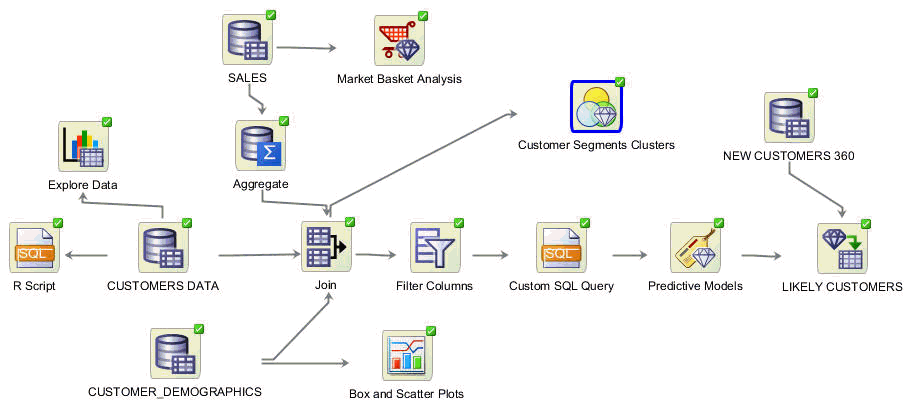 SALES
Market Basket Analysis
Customer Segments Clusters
NEW CUSTOMERS 360
Explore Data
Σ
Aggregate
SQL
R Script
CUSTOMERS DATA
Join
Filter Columns
SQL
Custom SQL Query
Predictive Models
LIKELY CUSTOMERS
CUSTOMER_DEMOGRAPHICS
Box and Scatter Plots